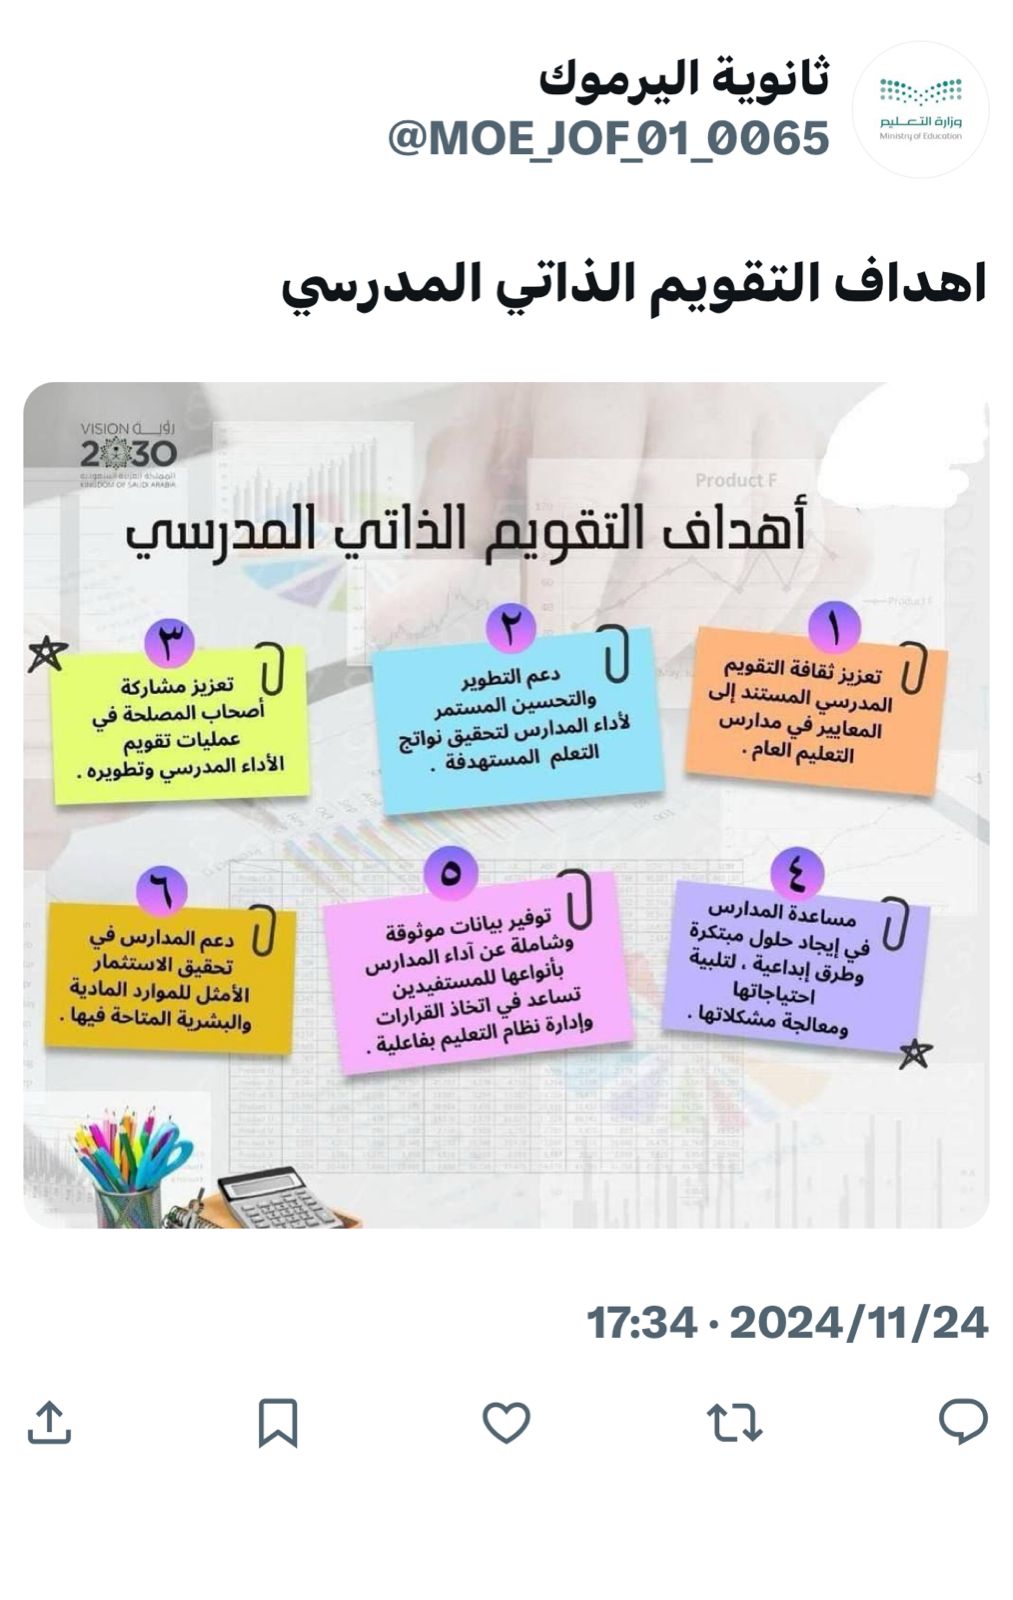 ثانوية اليرموك
@MOE_JOF01_0065
وزارة التعـــليم
Ministry of Education
اهداف التقويم الذاتي المدرسي
VISION رؤيـــة
2030
المملكة العربية السعودية
KINGDOM OF SAUDI ARABIA
Product F
أهداف التقويم الذاتي المدرسي
١
تعزيز ثقافة التقويم
المدرسي المستند إلى
المعايير في مدارس
التعليم العام .
٢
دعم التطوير
والتحسين المستمر
لأداء المدارس لتحقيق نواتج
التعلم المستهدفة .
٣
تعزيز مشاركة
أصحاب المصلحة في
عمليات تقويم
الأداء المدرسي وتطويره .
٤
مساعدة المدارس
في إيجاد حلول مبتكرة
وطرق إبداعية ، لتلبية
احتياجاتها
ومعالجة مشكلاتها .
٥
توفير بيانات موثوقة
وشاملة عن آداء المدارس
بأنواعها للمستفيدين
تساعد في اتخاذ القرارات
وإدارة نظام التعليم بفاعلية .
٦
دعم المدارس في
تحقيق الاستثمار
الأمثل للموارد المادية
والبشرية المتاحة فيها .
17:34 · 2024/11/24